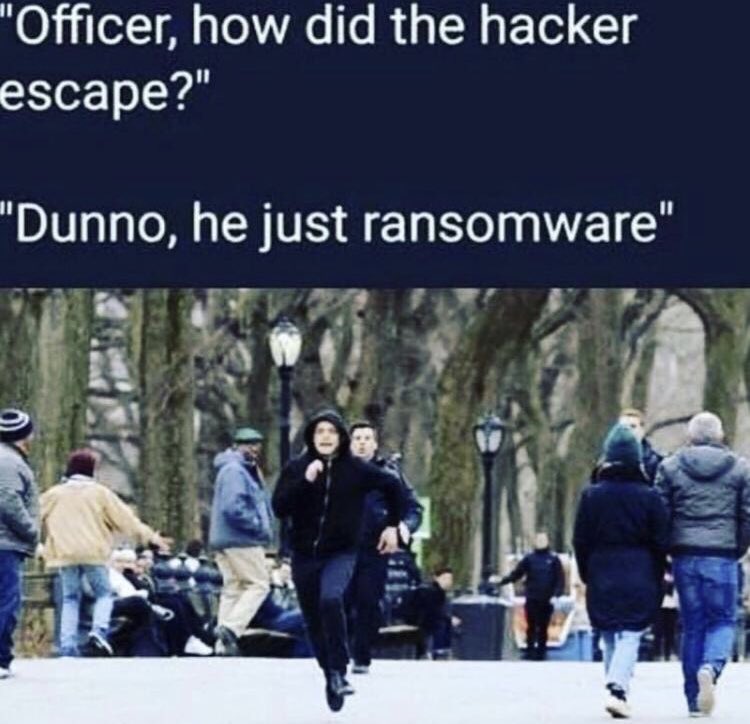 "Officer, how did the hacker
escape?"
"Dunno, he just ransomware"